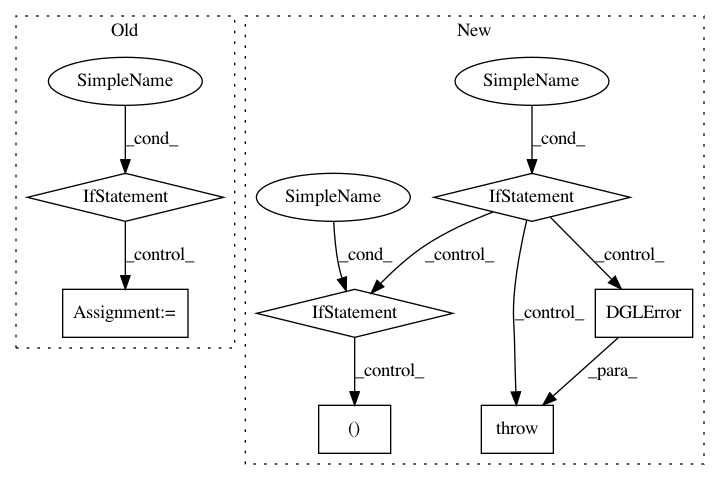 Old
New
SimpleName
SimpleName
_cond_
_cond_
SimpleName
IfStatement
IfStatement
_control_
_cond_
_control_
_control_
_control_
Assignment:=
IfStatement
DGLError
_control_
_para_
()
throw